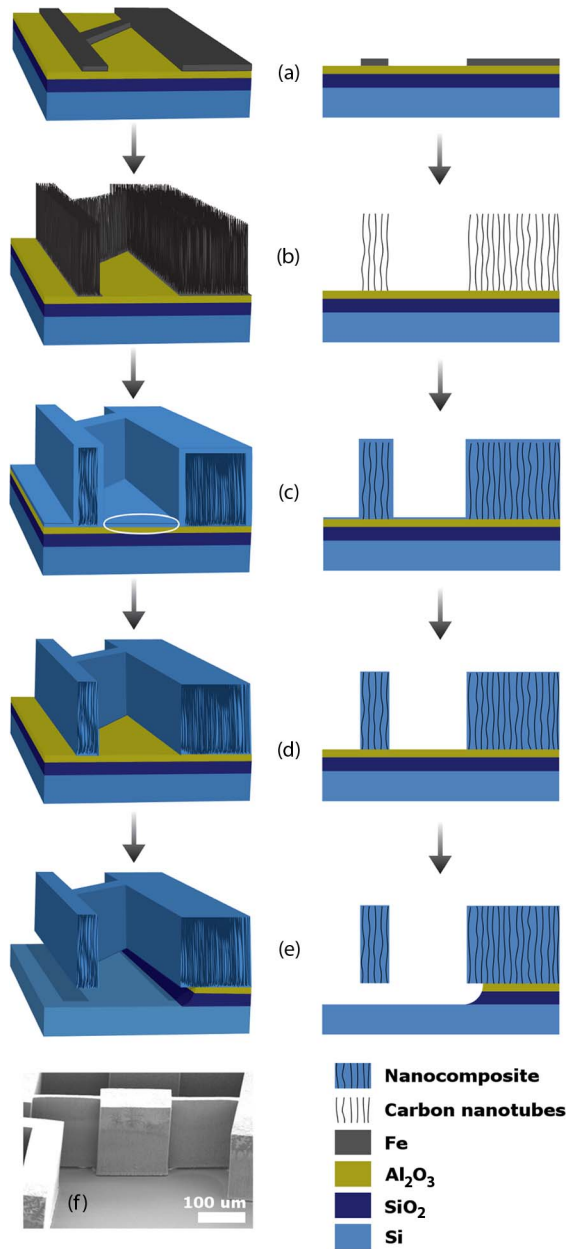 (a)
(b)
(c)
(d)
(e)
(f)
100 um
Nanocomposite
Carbon nanotubes
Fe
Al₂O₃
SiO₂
Si